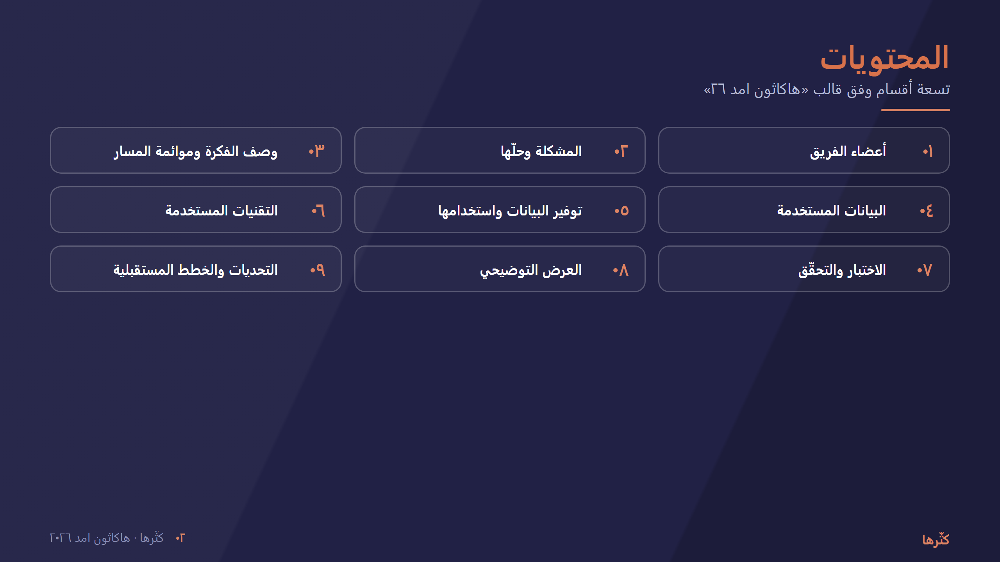 المحتويات
تسعة أقسام وفق قالب «هاكاثون امد ٢٦»
٠١ أعضاء الفريق
٠٢ المشكلة وحلّها
٠٣ وصف الفكرة وموائمة المسار
٠٤ البيانات المستخدمة
٠٥ توفير البيانات واستخدامها
٠٦ التقنيات المستخدمة
٠٧ الاختبار والتحقّق
٠٨ العرض التوضيحي
٠٩ التحديات والخطط المستقبلية
كثّرها
٠٢ كثّرها · هاكاثون امد ٢٠٢٦